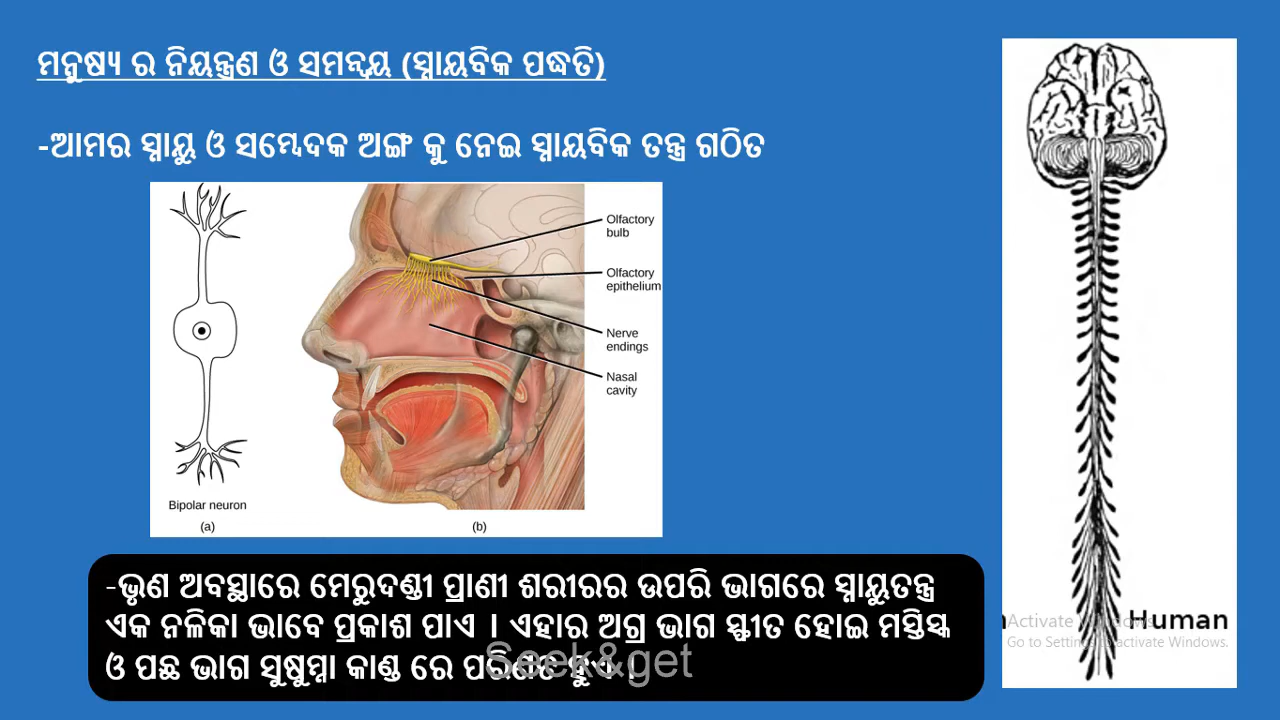 ମନୁଷ୍ୟ ର ନିୟନ୍ତ୍ରଣ ଓ ସମନ୍ୱୟ (ସ୍ନାୟବିକ ପଦ୍ଧତି)
-ଆମର ସ୍ନାୟୁ ଓ ସମ୍ଵେଦକ ଅଙ୍ଗ କୁ ନେଇ ସ୍ନାୟବିକ ତନ୍ତ୍ର ଗଠିତ
Olfactory
bulb
Olfactory
epithelium
Nerve
endings
Nasal
cavity
Bipolar neuron
(a)
(b)
Human
Activate Windows
Go to Settings to activate Windows.
-ଭୃଣ ଅବସ୍ଥାରେ ମେରୁଦଣ୍ଡୀ ପ୍ରାଣୀ ଶରୀରର ଉପରି ଭାଗରେ ସ୍ନାୟୁତନ୍ତ୍ର
ଏକ ନଳିକା ଭାବେ ପ୍ରକାଶ ପାଏ । ଏହାର ଅଗ୍ର ଭାଗ ସ୍ଫୀତ ହୋଇ ମସ୍ତିସ୍କ
ଓ ପଛ ଭାଗ ସୁଷୁମ୍ନା କାଣ୍ଡ ରେ ପରିଣତ ହୁଏ ।
Seek&get